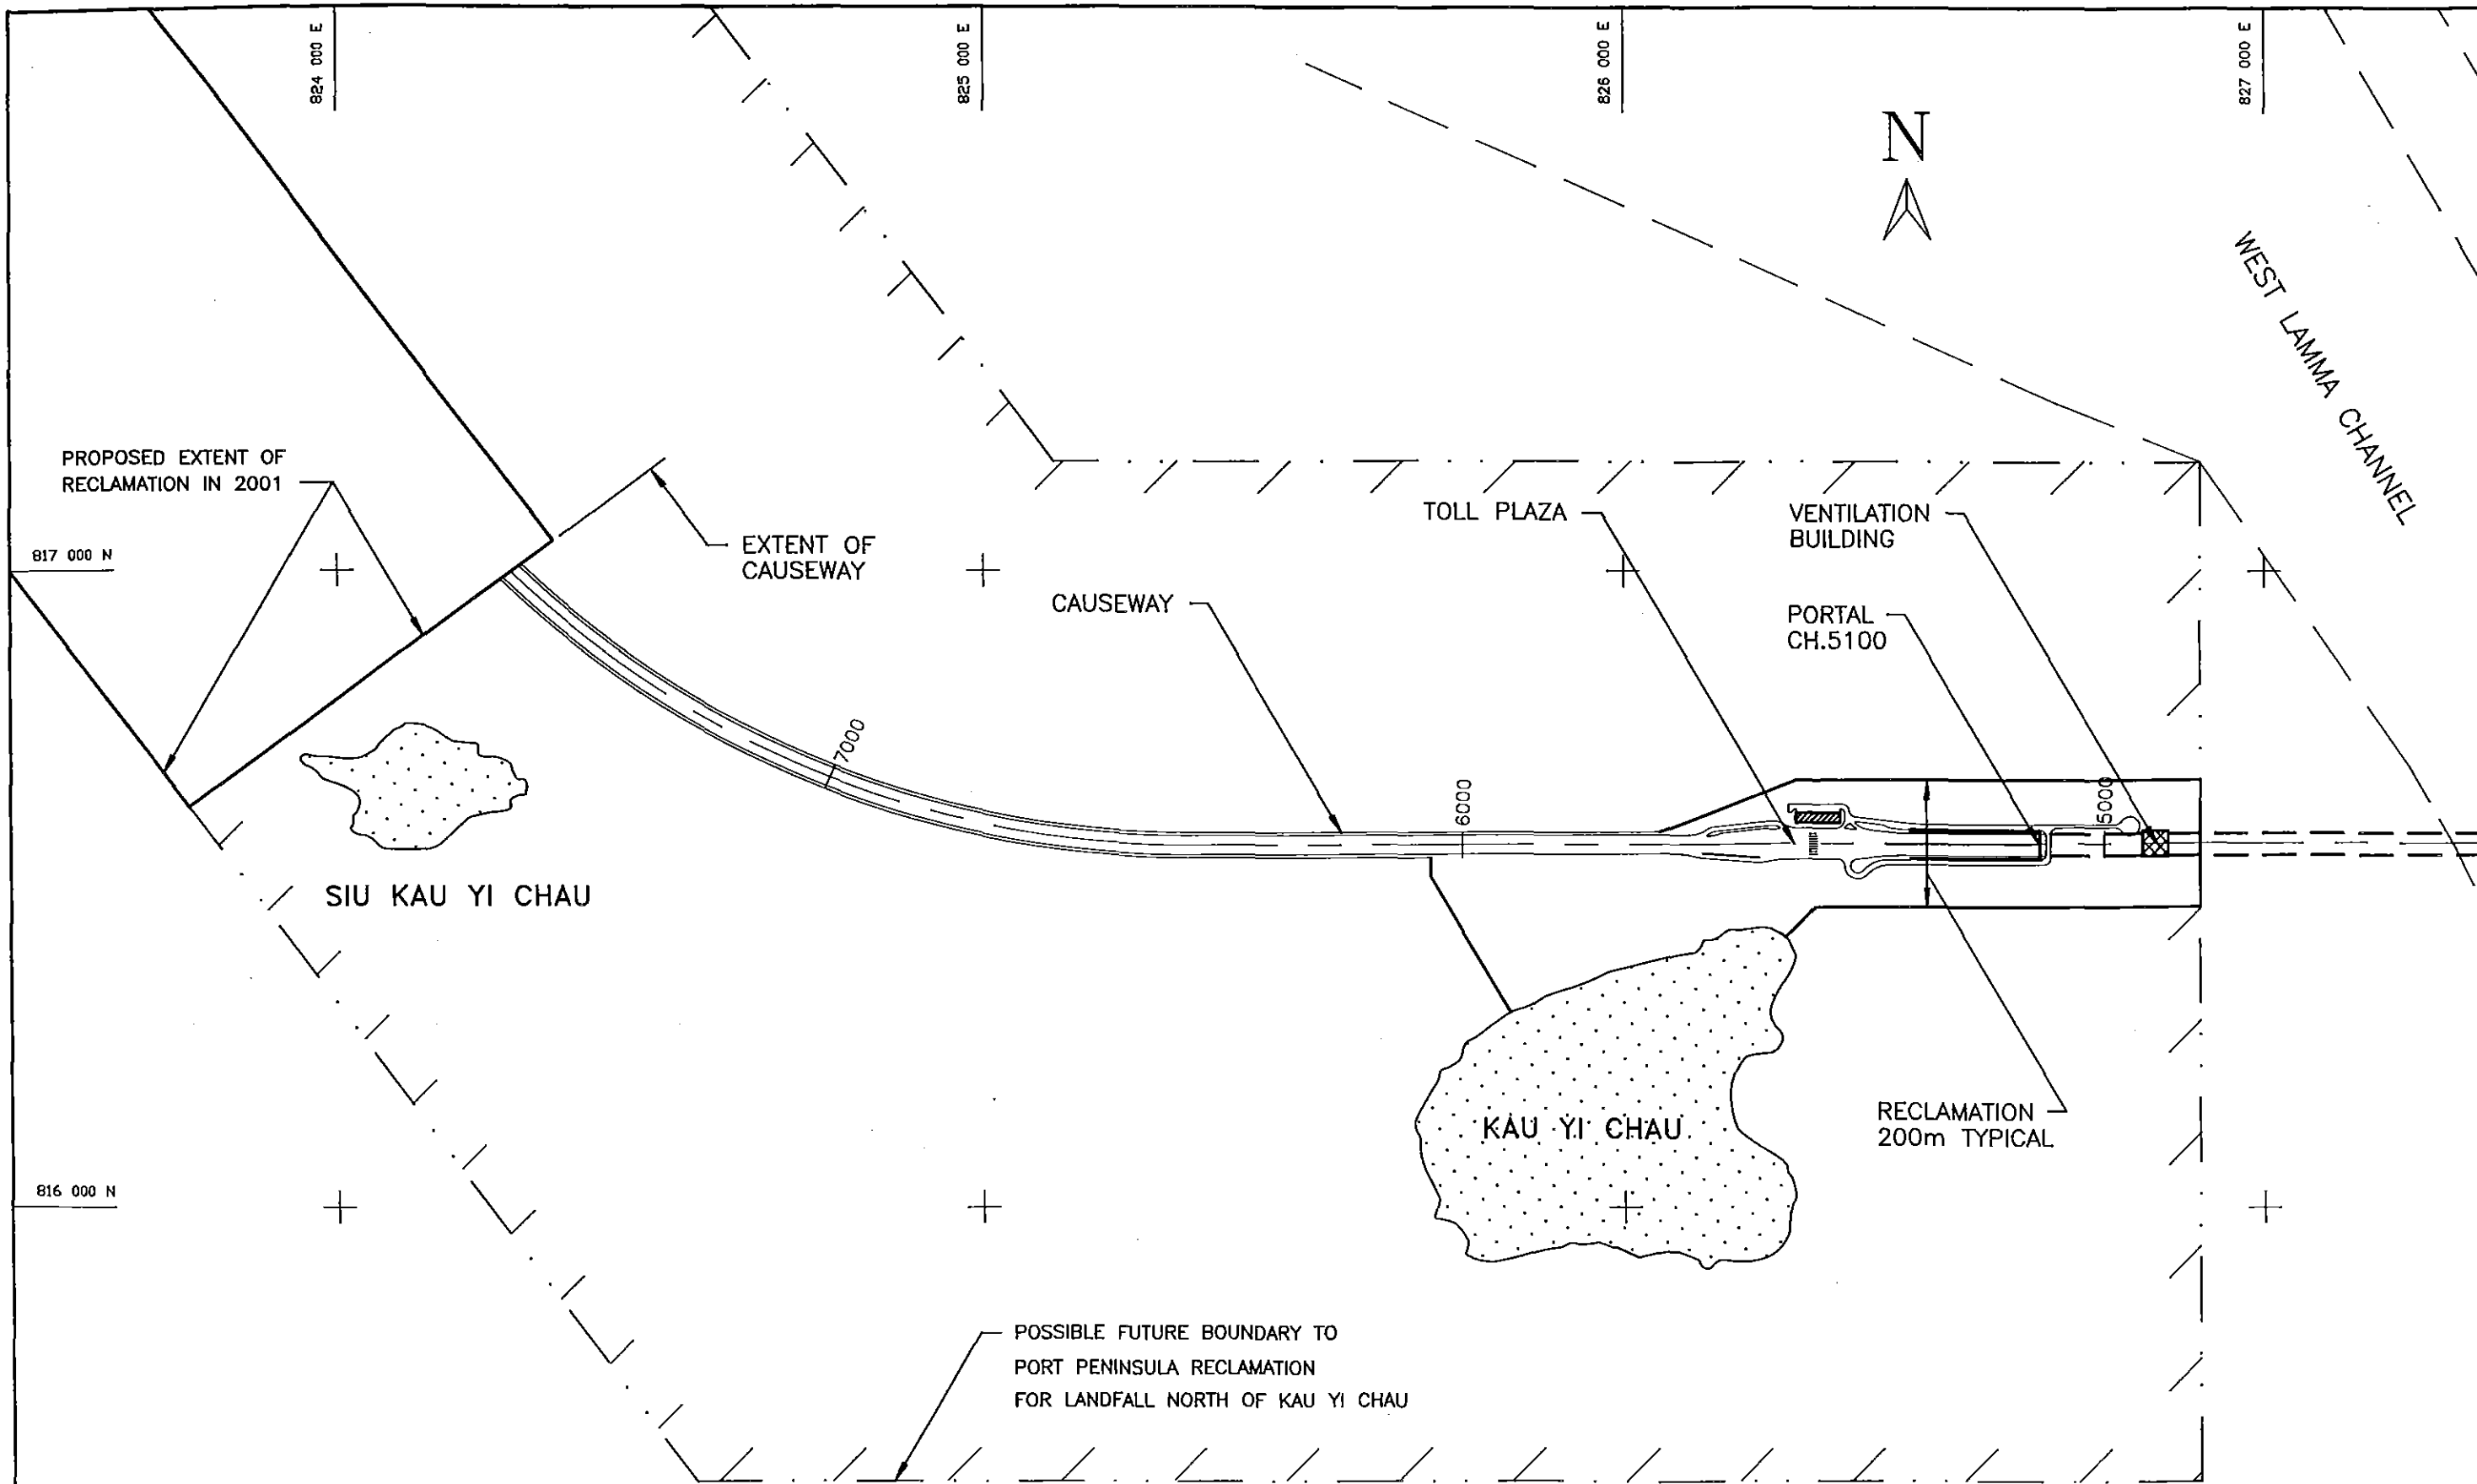 824 000 E
825 000 E
826 000 E
827 000 E
N
WEST LAMMA CHANNEL
PROPOSED EXTENT OF
RECLAMATION IN 2001
EXTENT OF
CAUSEWAY
TOLL PLAZA
VENTILATION
BUILDING
817 000 N
CAUSEWAY
PORTAL
CH.5100
7000
6000
5000
SIU KAU YI CHAU
KAU YI CHAU
RECLAMATION
200m TYPICAL
816 000 N
POSSIBLE FUTURE BOUNDARY TO
PORT PENINSULA RECLAMATION
FOR LANDFALL NORTH OF KAU YI CHAU